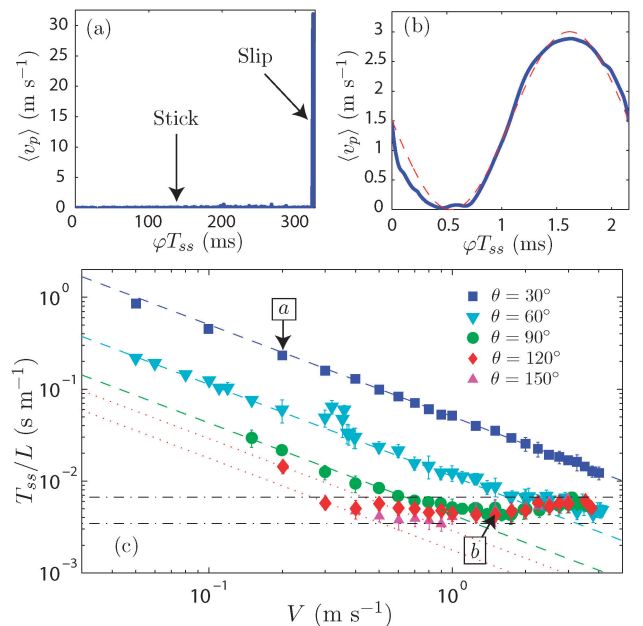 (a)
Slip
Stick
⟨v_p⟩ (m s⁻¹)
30
25
20
15
10
5
0
0 100 200 300
φT_ss (ms)
(b)
⟨v_p⟩ (m s⁻¹)
3
2.5
2
1.5
1
0.5
0
0 0.5 1 1.5 2
φT_ss (ms)
a
θ = 30°
θ = 60°
θ = 90°
θ = 120°
θ = 150°
T_ss/L (s m⁻¹)
10⁰
10⁻¹
10⁻²
10⁻³
(c)
b
10⁻¹ 10⁰
V (m s⁻¹)